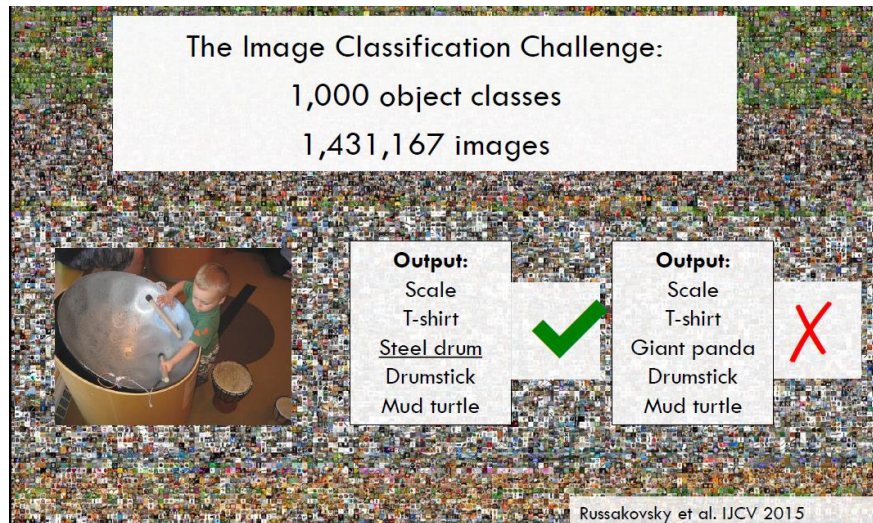 The Image Classification Challenge:
1,000 object classes
1,431,167 images
Output:
Scale
T-shirt
Steel drum
Drumstick
Mud turtle
Output:
Scale
T-shirt
Giant panda
Drumstick
Mud turtle
Russakovsky et al. IJCV 2015